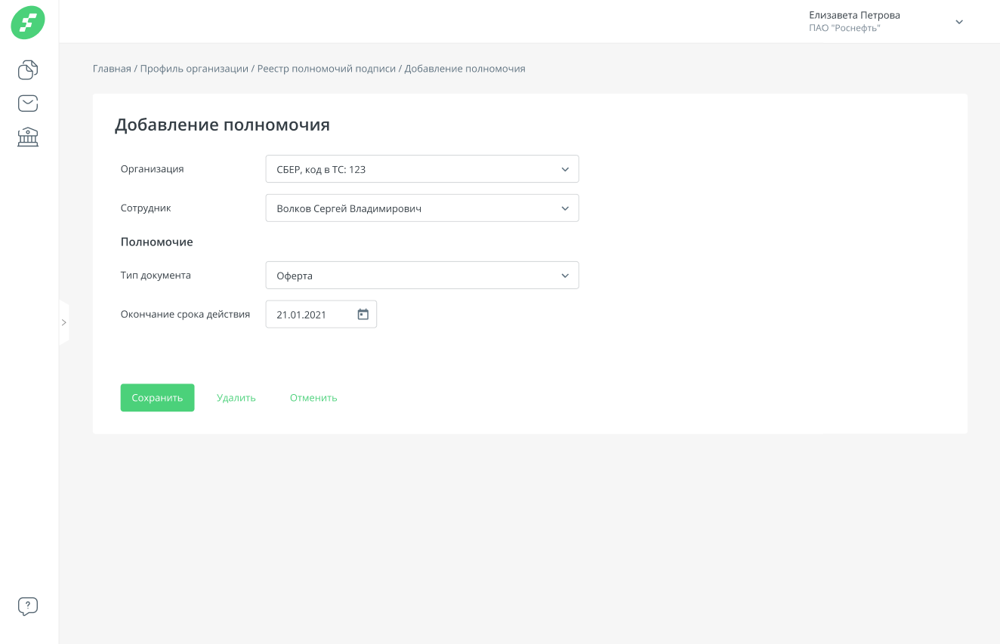 Елизавета Петрова
ПАО "Роснефть"
Главная / Профиль организации / Реестр полномочий подписи / Добавление полномочия
Добавление полномочия
Организация
СБЕР, код в ТС: 123
Сотрудник
Волков Сергей Владимирович
Полномочие
Тип документа
Оферта
Окончание срока действия
21.01.2021
Сохранить
Удалить
Отменить
?